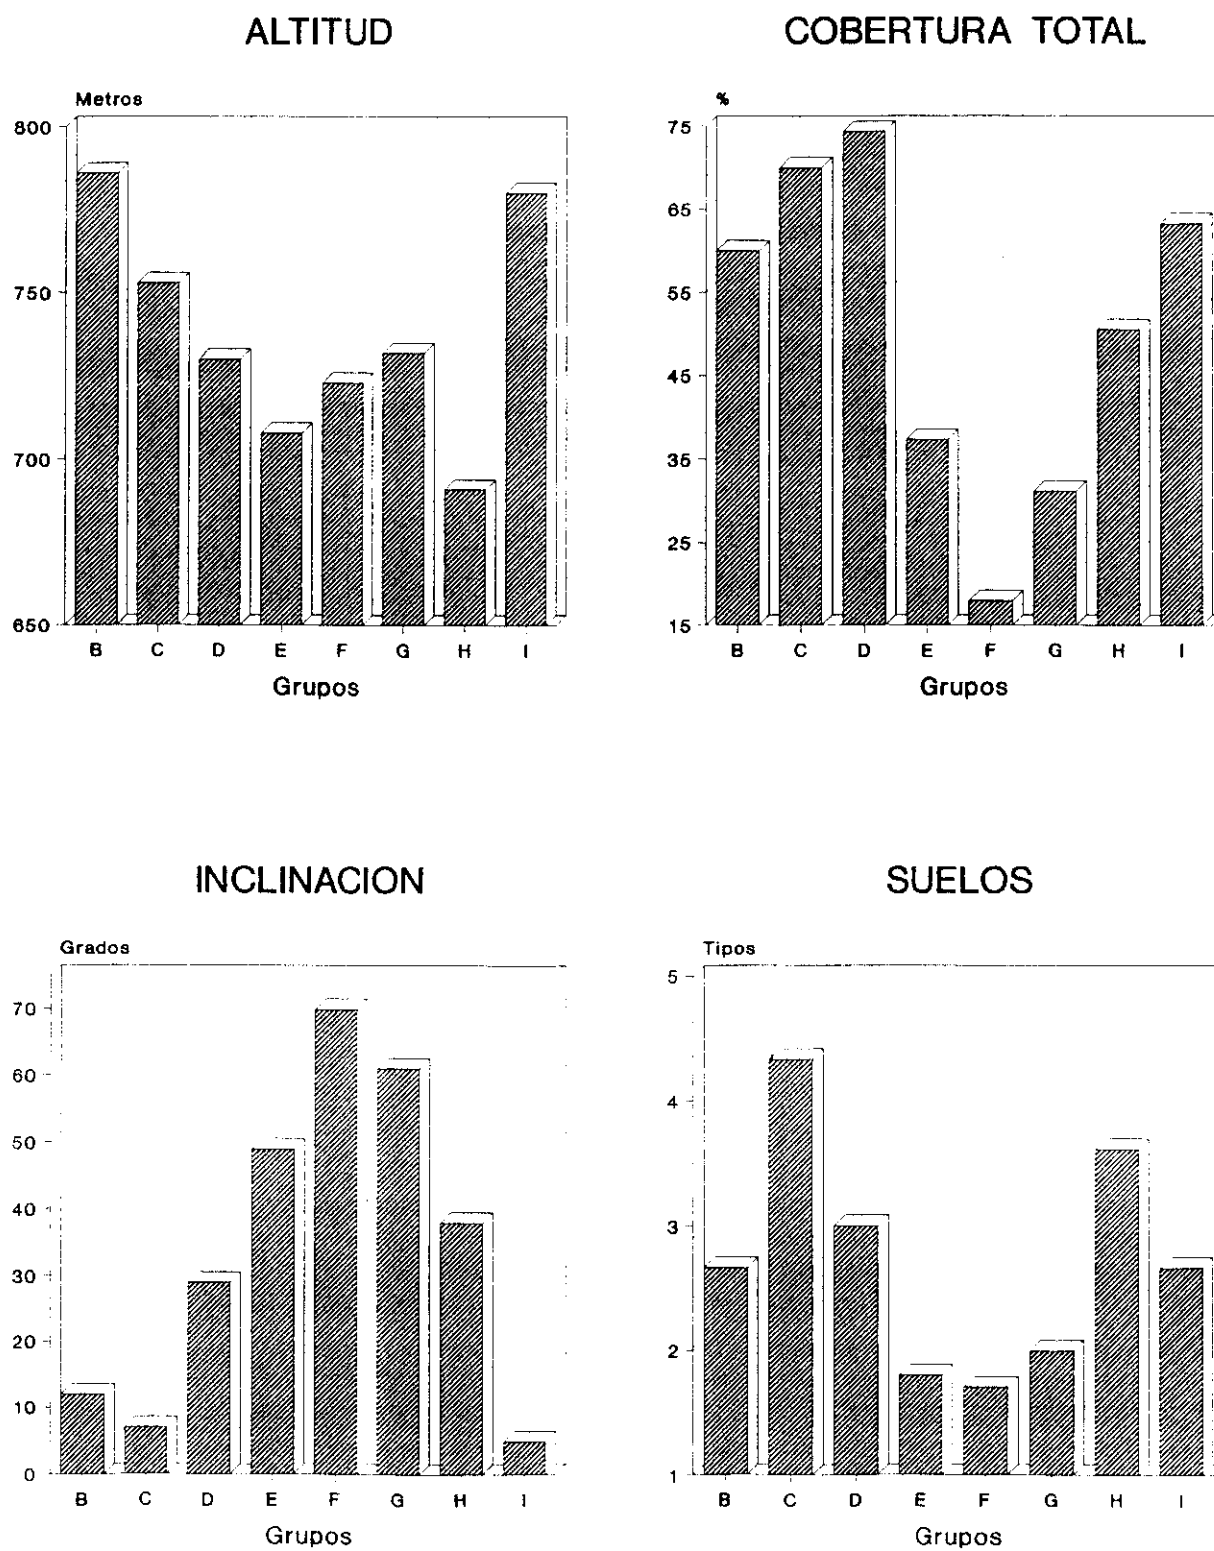 ALTITUD
Metros
800
750
700
650
B C D E F G H I
Grupos
COBERTURA TOTAL
%
75
65
55
45
35
25
15
B C D E F G H I
Grupos
INCLINACION
Grados
70
60
50
40
30
20
10
0
B C D E F G H I
Grupos
SUELOS
Tipos
5
4
3
2
1
B C D E F G H I
Grupos